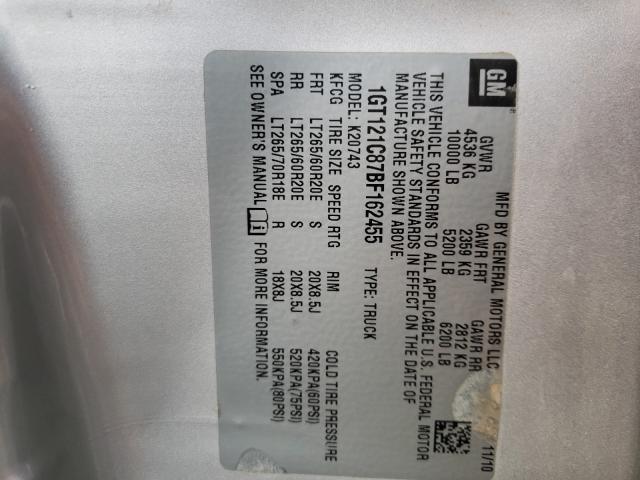 GM
MFD BY GENERAL MOTORS LLC 11/10
GVWR GAWR FRT GAWR RR
4536 KG 2359 KG 2812 KG
10000 LB 5200 LB 6200 LB
THIS VEHICLE CONFORMS TO ALL APPLICABLE U.S. FEDERAL MOTOR
VEHICLE SAFETY STANDARDS IN EFFECT ON THE DATE OF
MANUFACTURE SHOWN ABOVE.
1GT121C87BF162455 TYPE: TRUCK
MODEL: K20743
KFCG TIRE SIZE SPEED RTG RIM COLD TIRE PRESSURE
FRT LT265/60R20E S 20X8.5J 420KPA(60PSI)
RR LT265/60R20E S 20X8.5J 520KPA(75PSI)
SPA LT265/70R18E R 18X8J 550KPA(80PSI)
SEE OWNER'S MANUAL i FOR MORE INFORMATION.